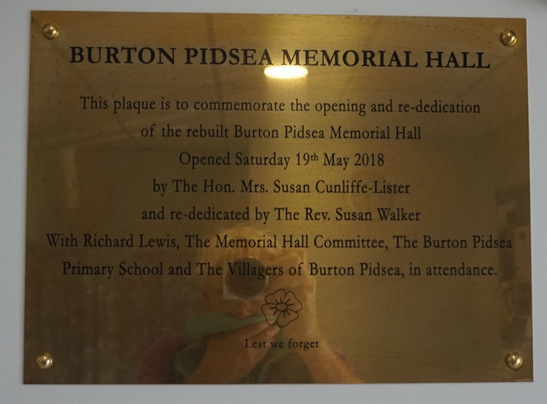 BURTON PIDSEA MEMORIAL HALL
This plaque is to commemorate the opening and re-dedication
of the rebuilt Burton Pidsea Memorial Hall
Opened Saturday 19th May 2018
by The Hon. Mrs. Susan Cunliffe-Lister
and re-dedicated by The Rev. Susan Walker
With Richard Lewis, The Memorial Hall Committee, The Burton Pidsea
Primary School and The Villagers of Burton Pidsea, in attendance.
Lest we forget